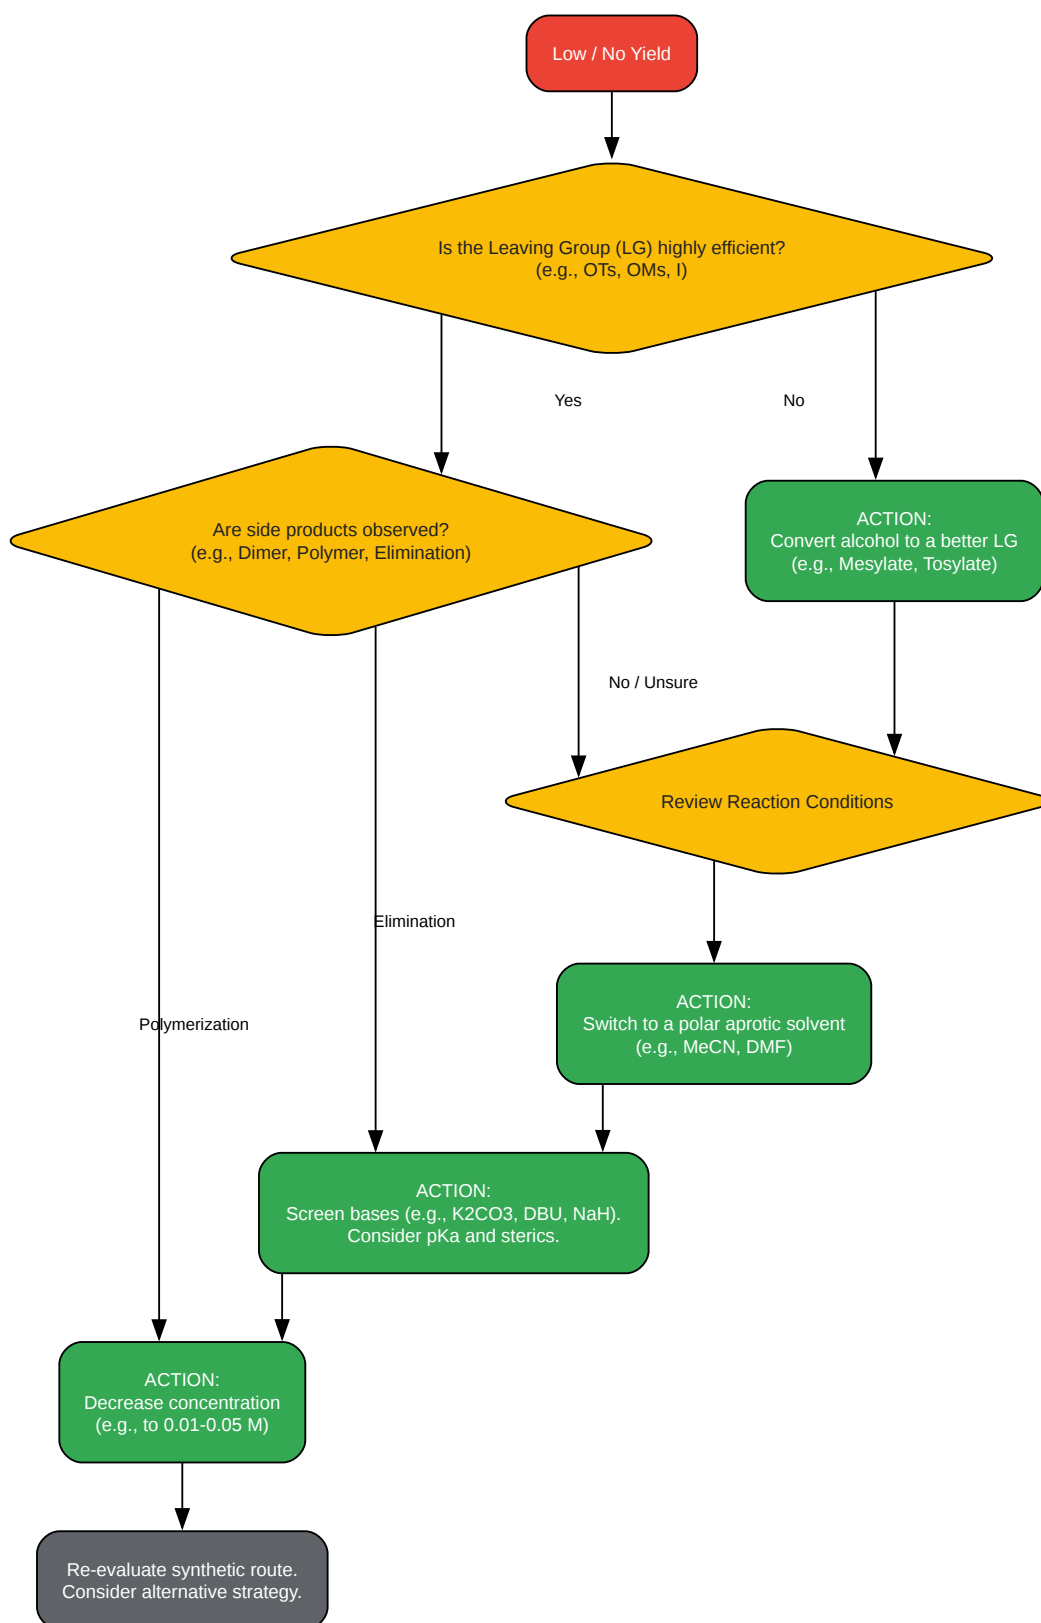 Low / No Yield
Is the Leaving Group (LG) highly efficient?
(e.g., OTs, OMs, I)
Yes
No
Are side products observed?
(e.g., Dimer, Polymer, Elimination)
ACTION:
Convert alcohol to a better LG
(e.g., Mesylate, Tosylate)
No / Unsure
Review Reaction Conditions
Elimination
ACTION:
Switch to a polar aprotic solvent
(e.g., MeCN, DMF)
Polymerization
ACTION:
Screen bases (e.g., K2CO3, DBU, NaH).
Consider pKa and sterics.
ACTION:
Decrease concentration
(e.g., to 0.01-0.05 M)
Re-evaluate synthetic route.
Consider alternative strategy.